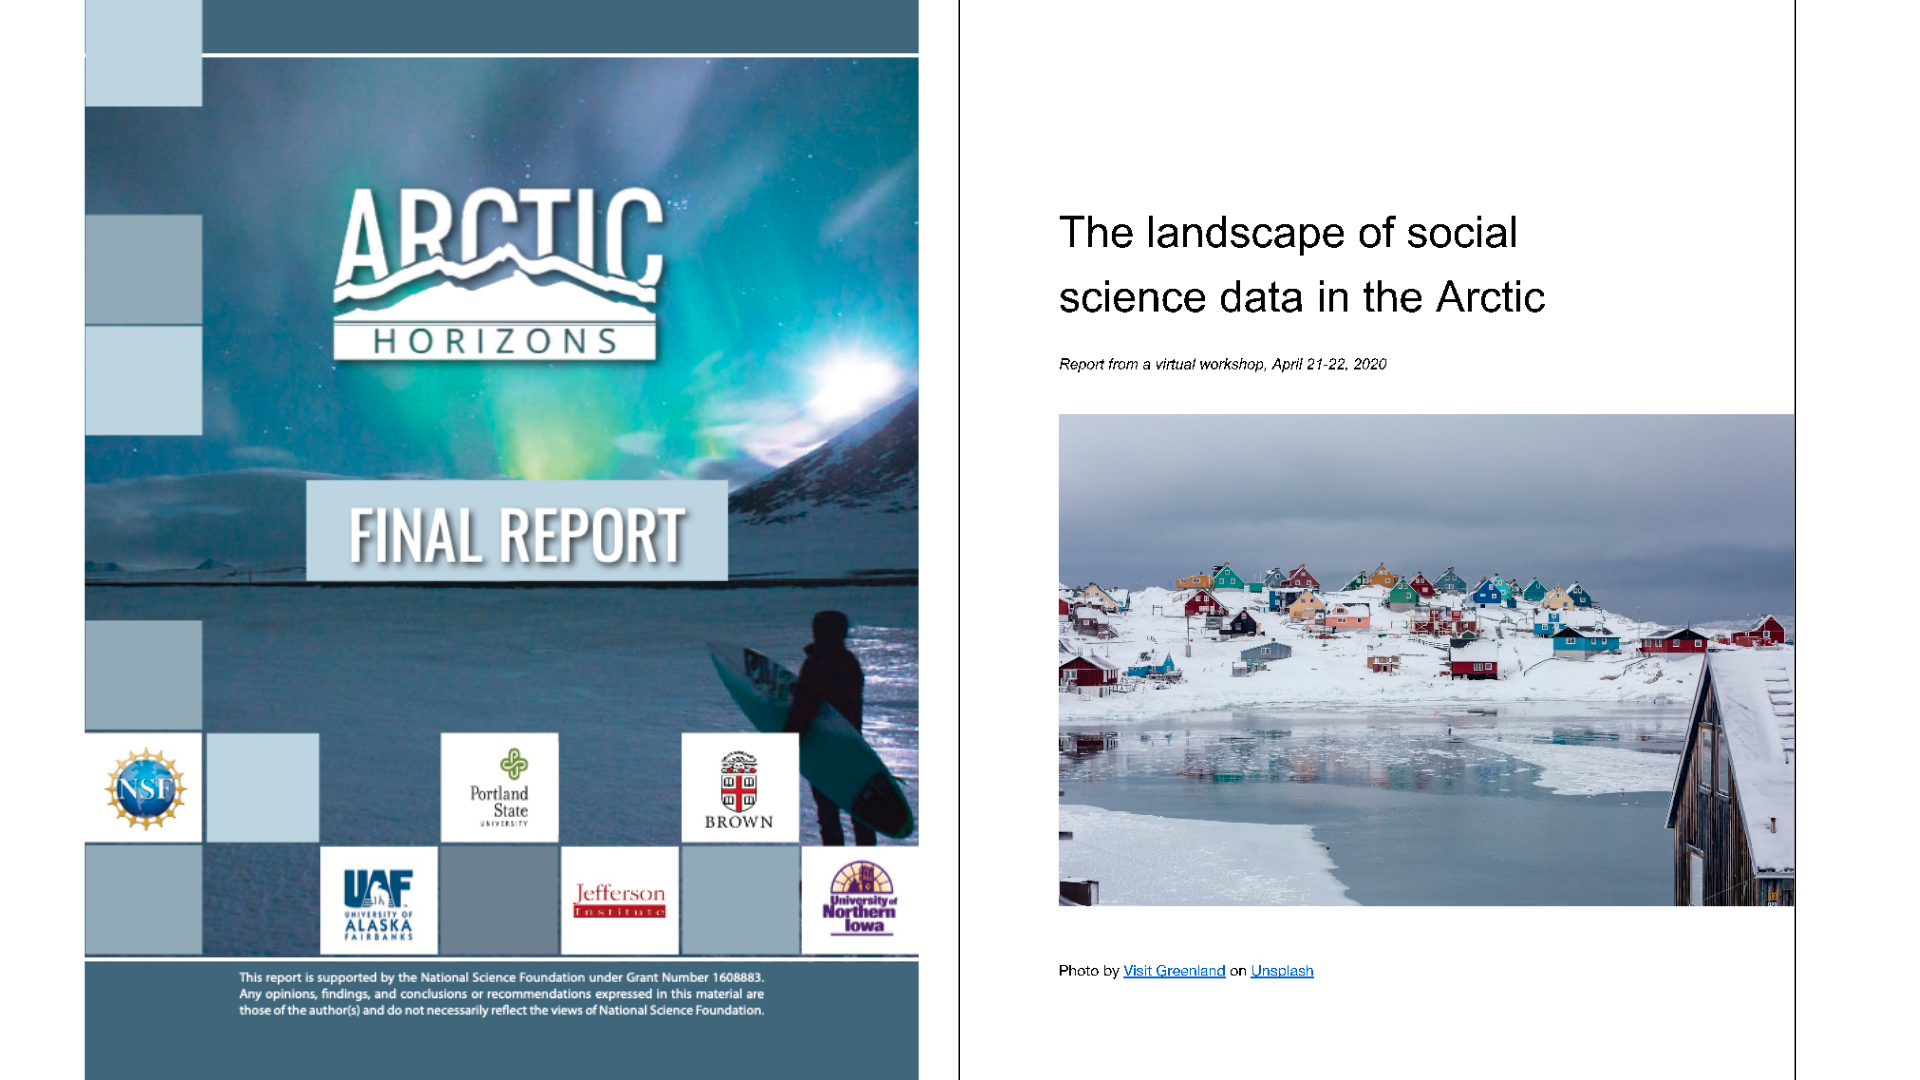 ARCTIC
HORIZONS
FINAL REPORT
NSF
Portland
State
UNIVERSITY
BROWN
UAF
UNIVERSITY OF
ALASKA
FAIRBANKS
Jefferson
Institute
University of
Northern
Iowa
This report is supported by the National Science Foundation under Grant Number 1608883.
Any opinions, findings, and conclusions or recommendations expressed in this material are
those of the author(s) and do not necessarily reflect the views of National Science Foundation.
The landscape of social
science data in the Arctic
Report from a virtual workshop, April 21-22, 2020
Photo by Visit Greenland on Unsplash